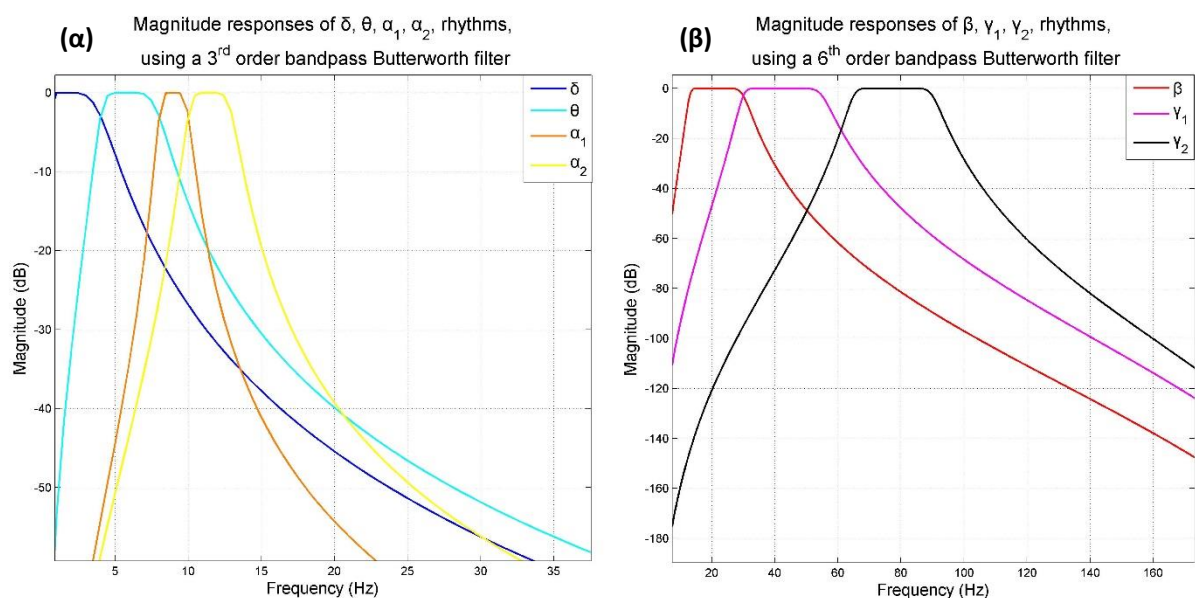 (α)
Magnitude responses of δ, θ, α₁, α₂, rhythms,
using a 3ʳᵈ order bandpass Butterworth filter
δ
θ
α₁
α₂
0
-10
-20
-30
-40
-50
Magnitude (dB)
5 10 15 20 25 30 35
Frequency (Hz)
(β)
Magnitude responses of β, γ₁, γ₂, rhythms,
using a 6ᵗʰ order bandpass Butterworth filter
β
γ₁
γ₂
0
-20
-40
-60
-80
-100
-120
-140
-160
-180
Magnitude (dB)
20 40 60 80 100 120 140 160
Frequency (Hz)